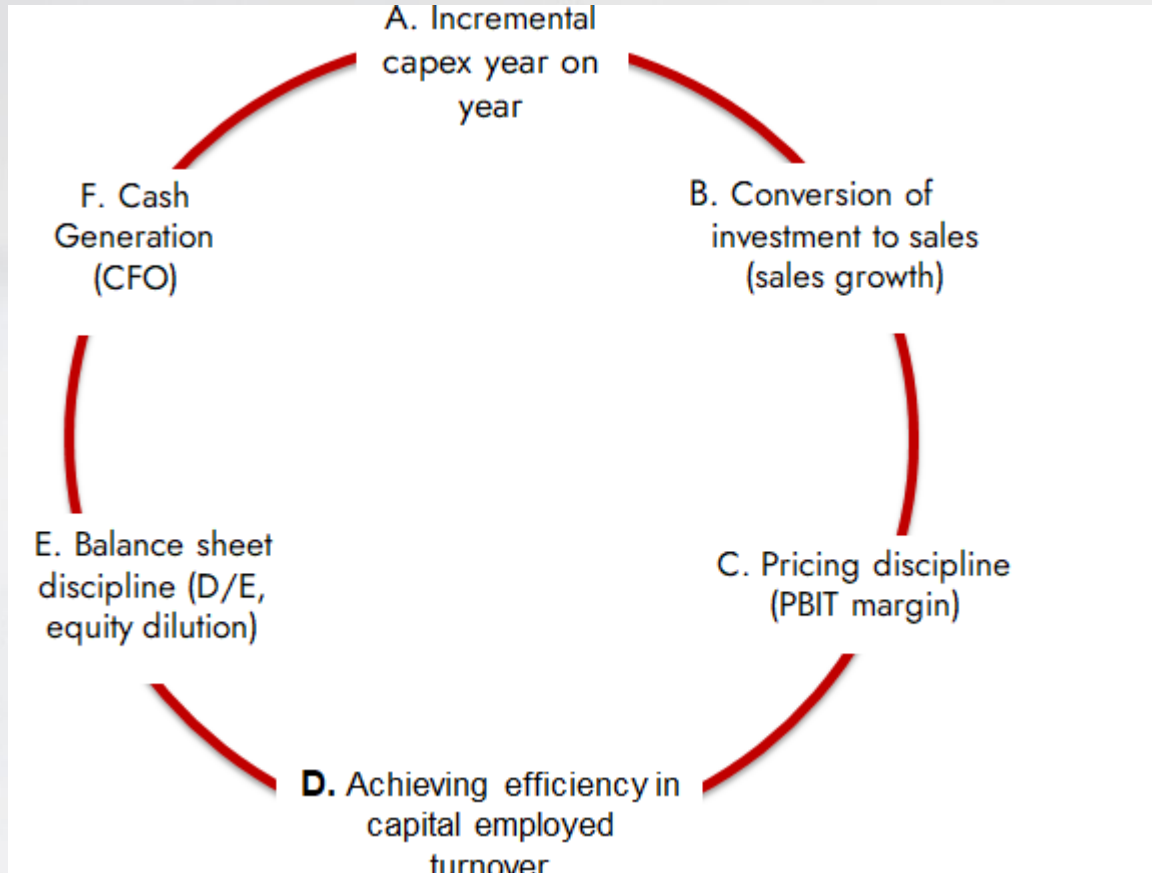 A. Incremental
capex year on
year
B. Conversion of
investment to sales
(sales growth)
C. Pricing discipline
(PBIT margin)
D. Achieving efficiency in
capital employed
turnover
E. Balance sheet
discipline (D/E,
equity dilution)
F. Cash
Generation
(CFO)